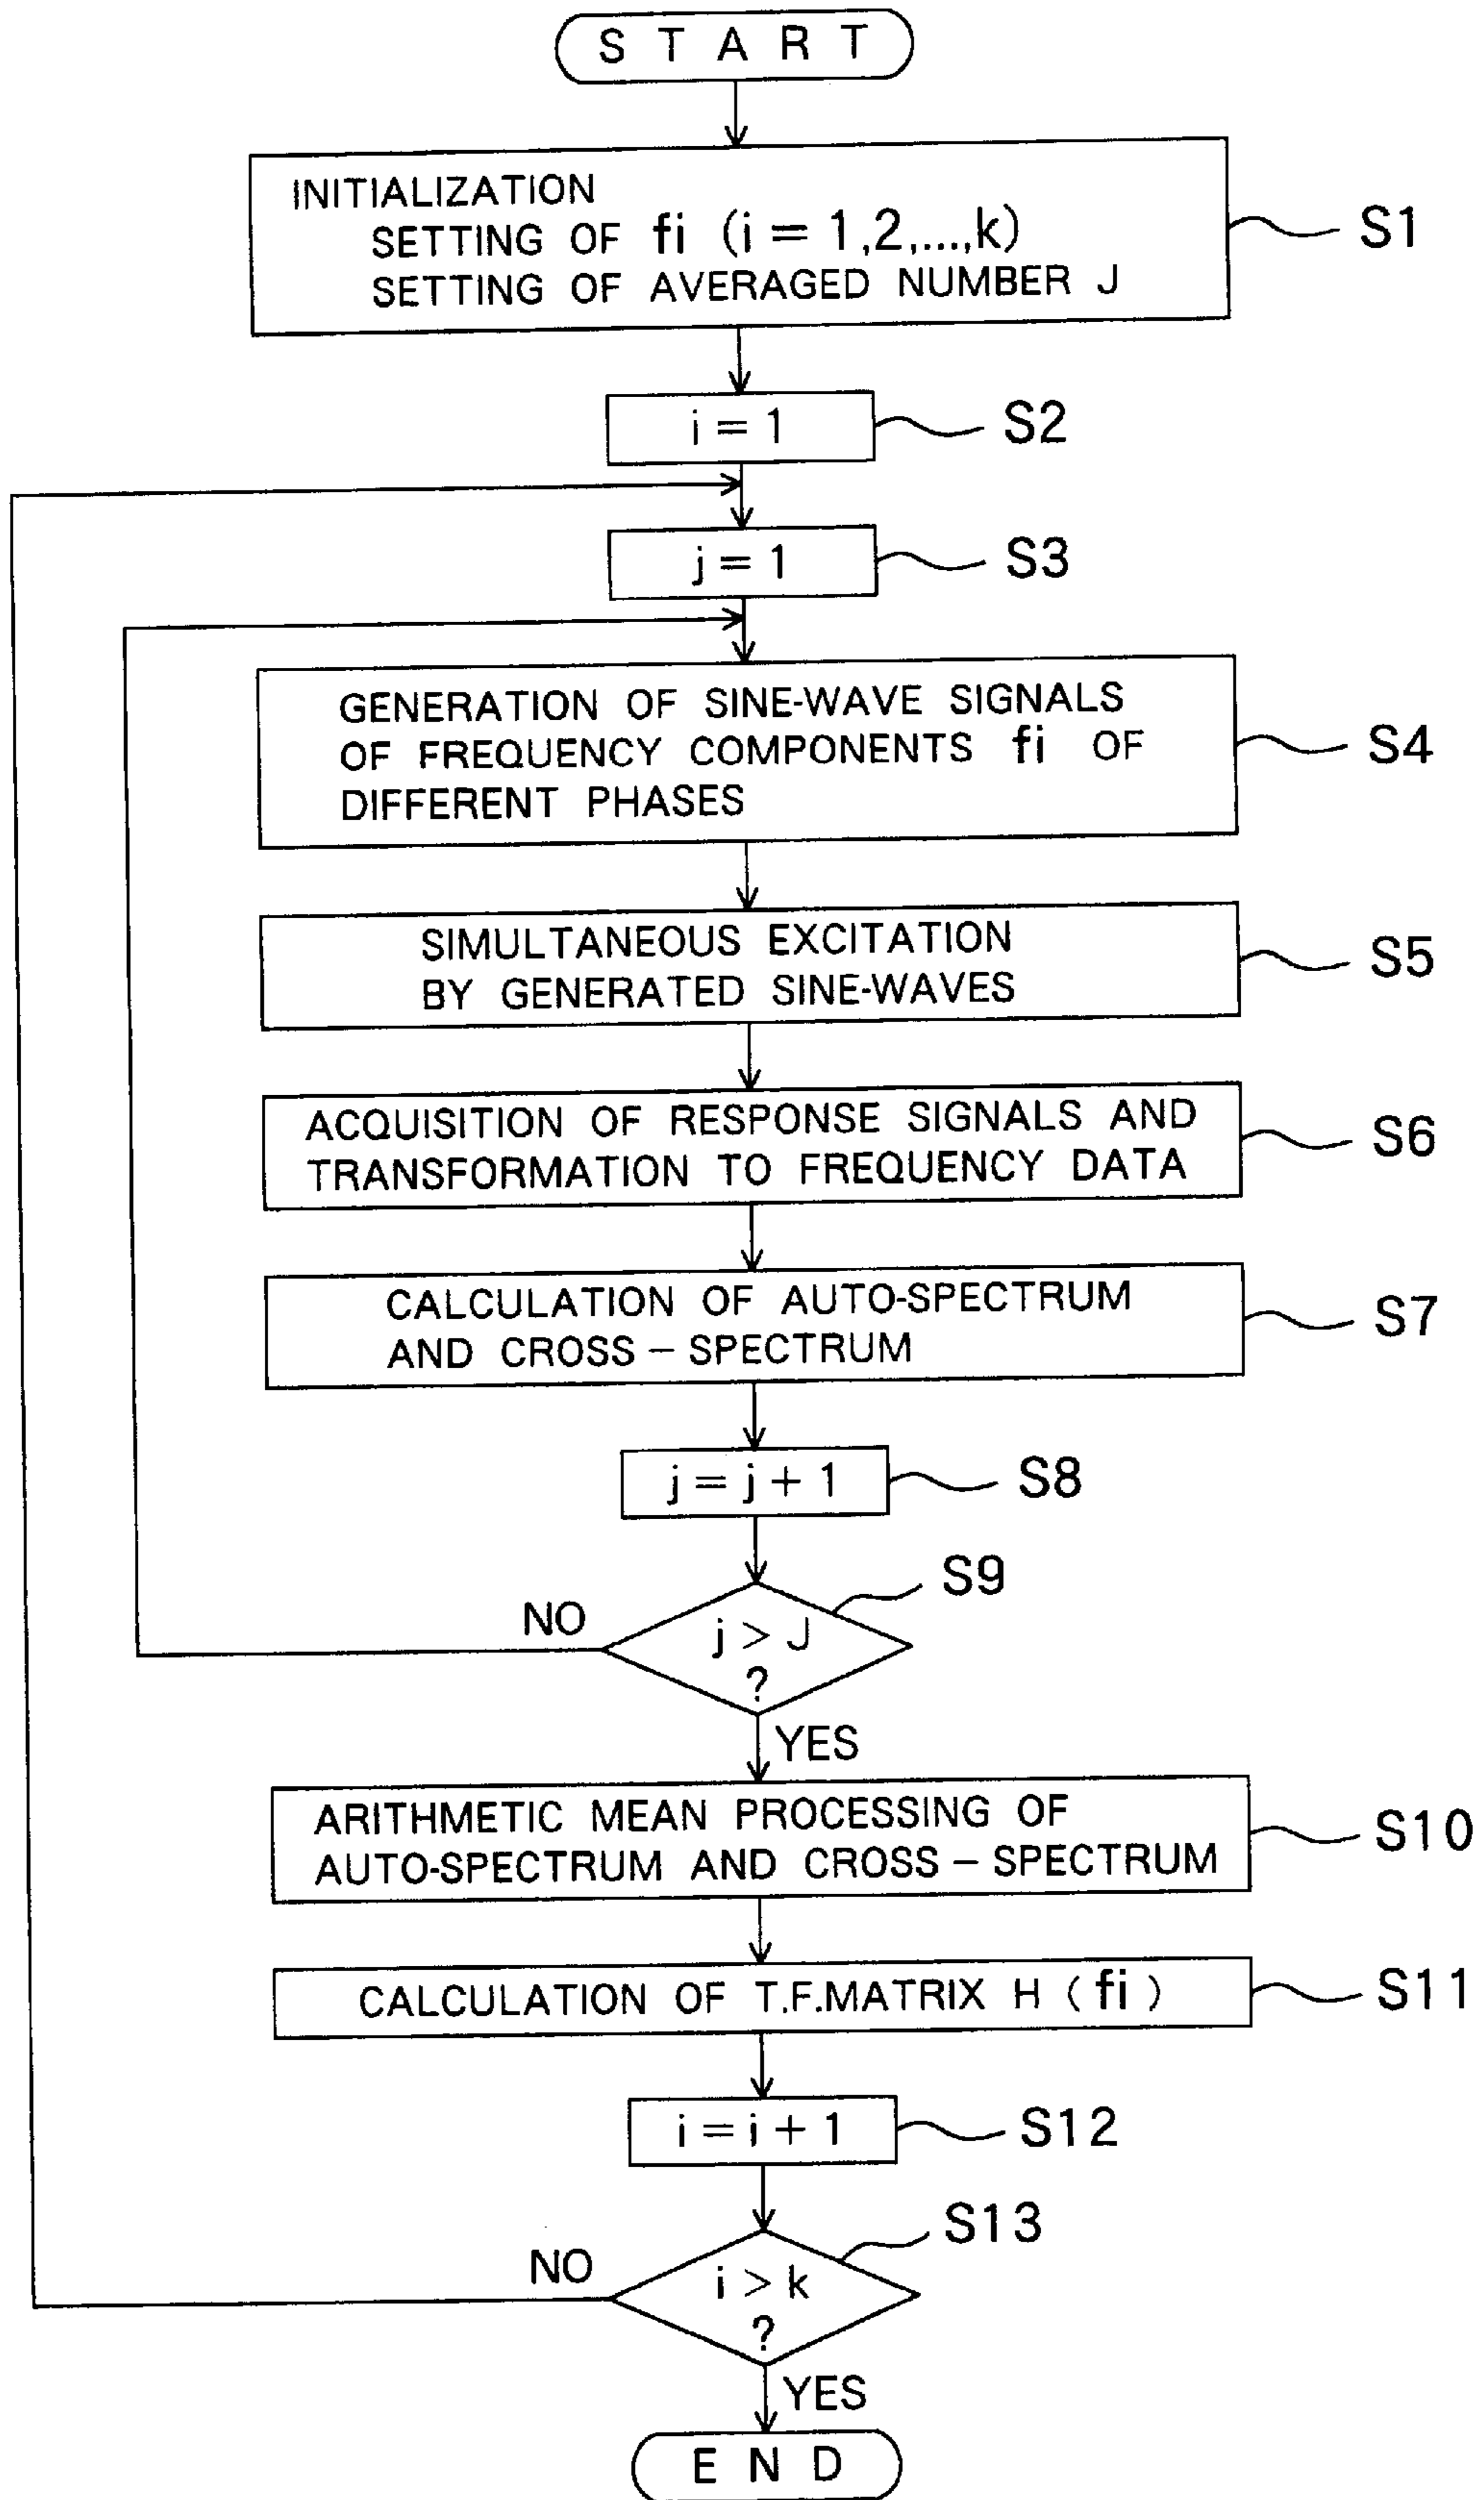 START
INITIALIZATION
SETTING OF fi (i = 1,2,...,k)
SETTING OF AVERAGED NUMBER J
S1
i = 1
S2
j = 1
S3
GENERATION OF SINE-WAVE SIGNALS
OF FREQUENCY COMPONENTS fi OF
DIFFERENT PHASES
S4
SIMULTANEOUS EXCITATION
BY GENERATED SINE-WAVES
S5
ACQUISITION OF RESPONSE SIGNALS AND
TRANSFORMATION TO FREQUENCY DATA
S6
CALCULATION OF AUTO-SPECTRUM
AND CROSS - SPECTRUM
S7
j = j + 1
S8
S9
NO
j > J
?
YES
ARITHMETIC MEAN PROCESSING OF
AUTO-SPECTRUM AND CROSS - SPECTRUM
S10
CALCULATION OF T.F.MATRIX H (fi)
S11
i = i + 1
S12
S13
NO
i > k
?
YES
END